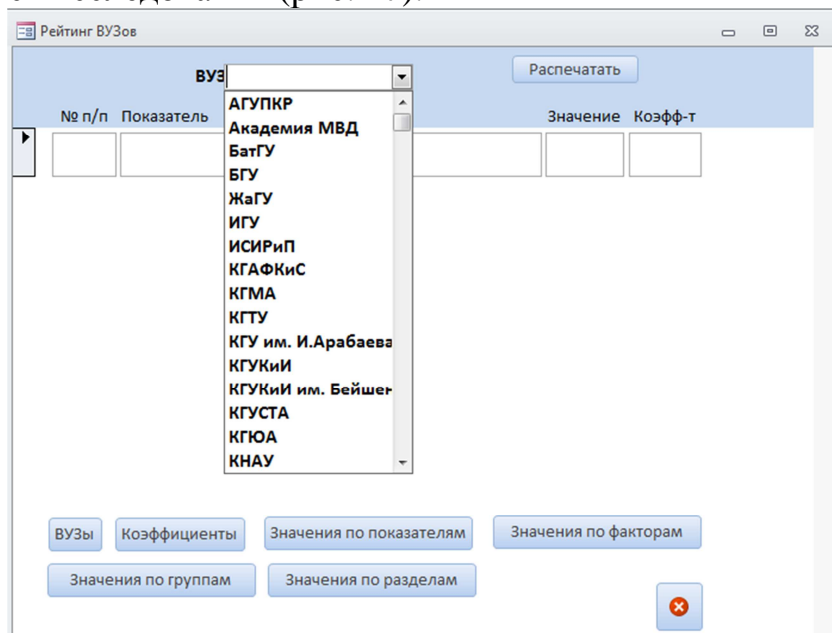 Рейтинг ВУЗов
ВУЗ
Распечатать
№ п/п Показатель Значение Коэфф-т
АГУПКР
Академия МВД
БатГУ
БГУ
ЖаГУ
ИГУ
ИСИРиП
КГАФКиС
КГМА
КГТУ
КГУ им. И.Арабаева
КГУКиИ
КГУКиИ им. Бейшен
КГУСТА
КГЮА
КНАУ
ВУЗы Коэффициенты Значения по показателям Значения по факторам
Значения по группам Значения по разделам